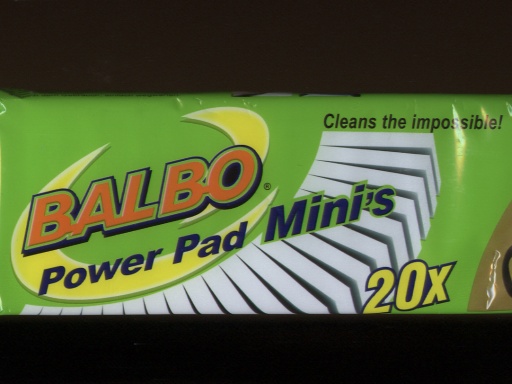 Cleans the impossible!
BALBO®
Power Pad Mini's
20x